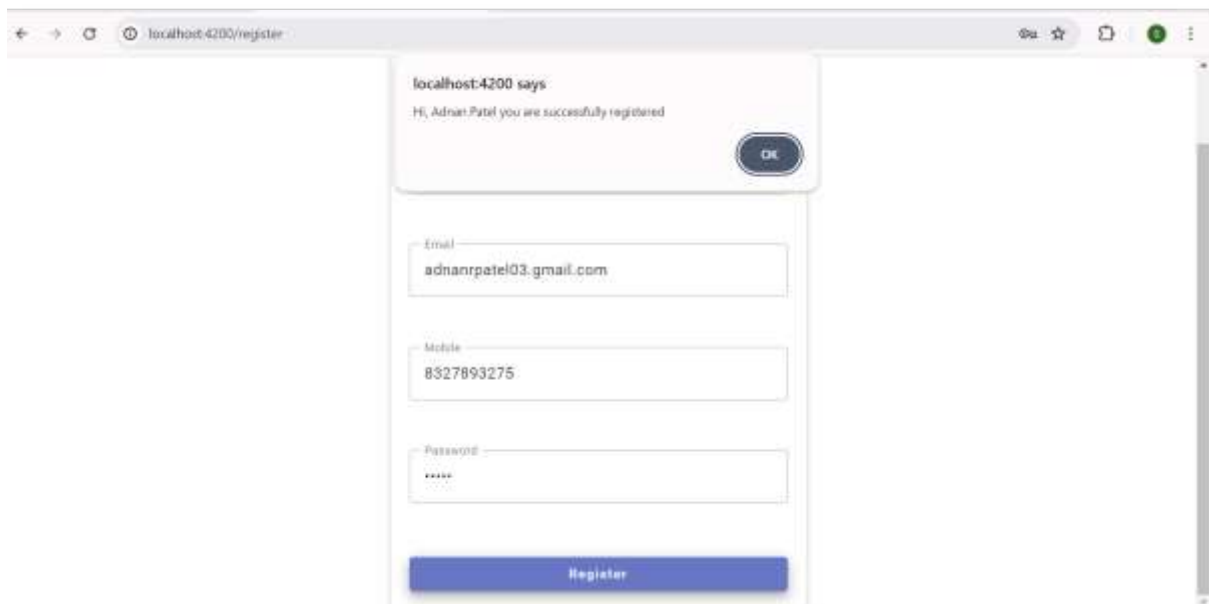 localhost:4200/register
localhost:4200 says
Hi, Adnan Patel you are successfully registered
OK
Email
adnanrpatel03.gmail.com
Mobile
8327893275
Password
•••••
Register